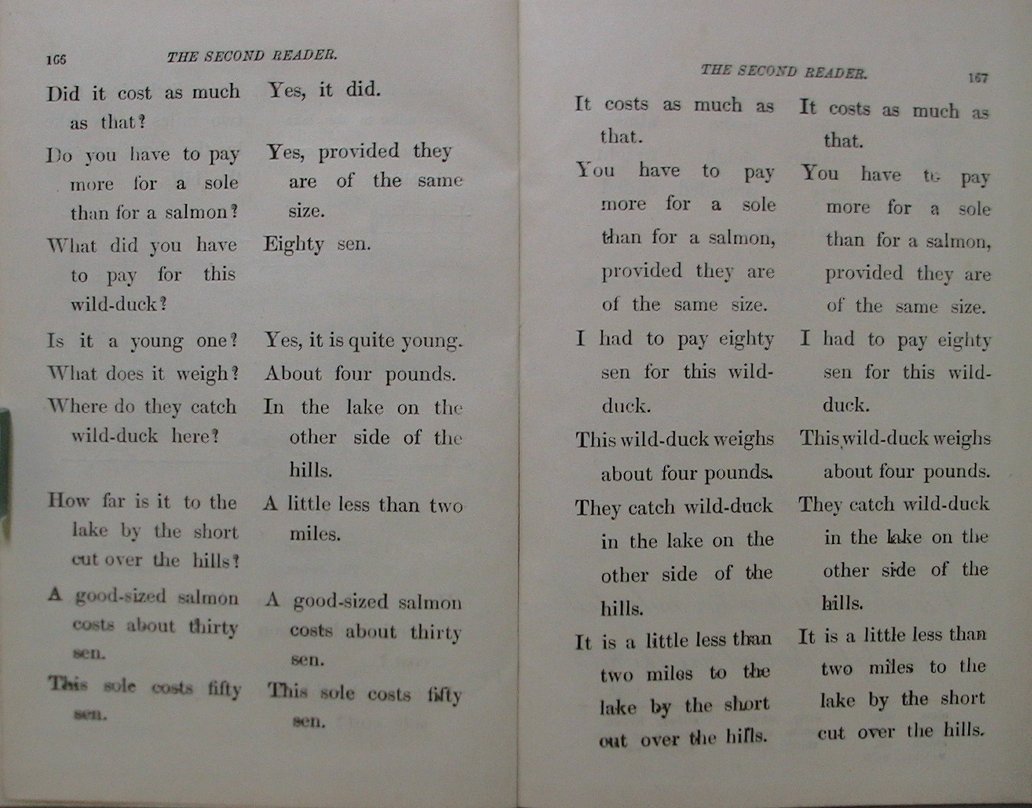 166
THE SECOND READER.
Did it cost as much
as that?
Do you have to pay
more for a sole
than for a salmon?
What did you have
to pay for this
wild-duck?
Is it a young one?
What does it weigh?
Where do they catch
wild-duck here?
How far is it to the
lake by the short
cut over the hills?
A good-sized salmon
costs about thirty
sen.
This sole costs fifty
sen.
Yes, it did.
Yes, provided they
are of the same
size.
Eighty sen.
Yes, it is quite young.
About four pounds.
In the lake on the
other side of the
hills.
A little less than two
miles.
A good-sized salmon
costs about thirty
sen.
This sole costs fifty
sen.
THE SECOND READER.
167
It costs as much as
that.
You have to pay
more for a sole
than for a salmon,
provided they are
of the same size.
I had to pay eighty
sen for this wild-
duck.
This wild-duck weighs
about four pounds.
They catch wild-duck
in the lake on the
other side of the
hills.
It is a little less than
two miles to the
lake by the short
cut over the hills.
It costs as much as
that.
You have to pay
more for a sole
than for a salmon,
provided they are
of the same size.
I had to pay eighty
sen for this wild-
duck.
This wild-duck weighs
about four pounds.
They catch wild-duck
in the lake on the
other side of the
hills.
It is a little less than
two miles to the
lake by the short
cut over the hills.